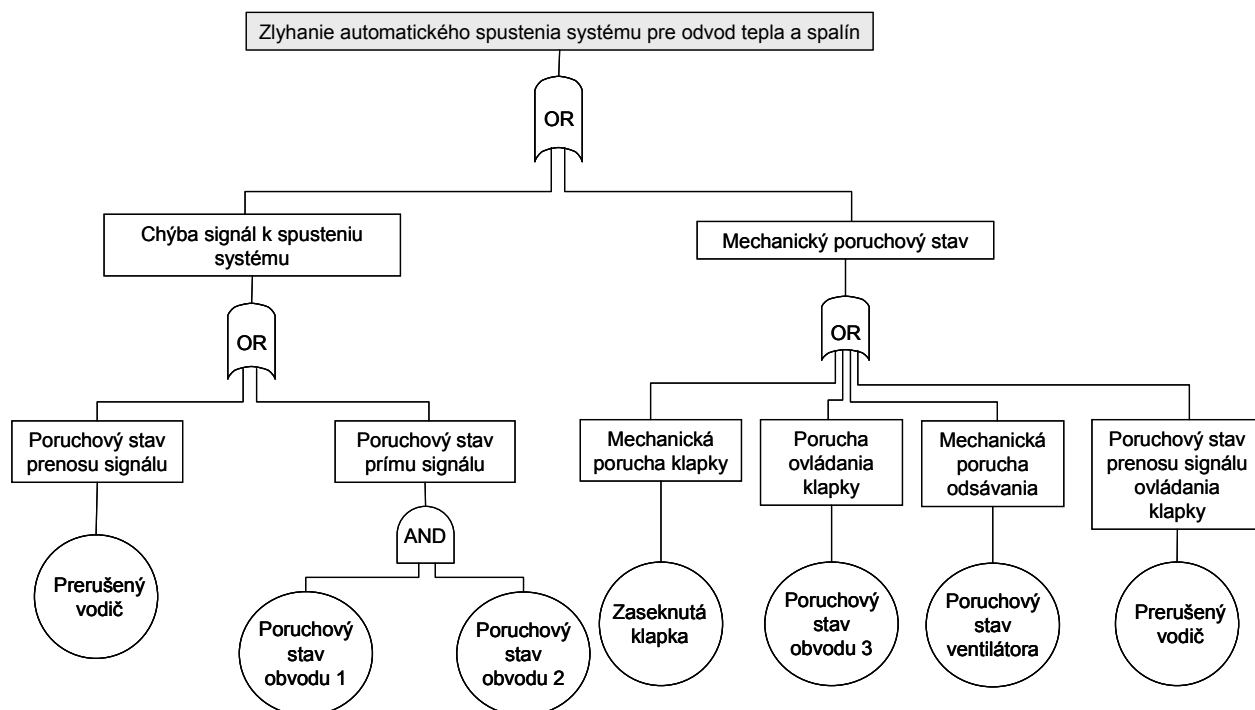 Zlyhanie automatického spustenia systému pre odvod tepla a spalín
OR
Chýba signál k spusteniu
systému
Mechanický poruchový stav
OR
OR
Poruchový stav
prenosu signálu
Poruchový stav
prímu signálu
Mechanická
porucha klapky
Porucha
ovládania
klapky
Mechanická
porucha
odsávania
Poruchový stav
prenosu signálu
ovládania
klapky
AND
Prerušený
vodič
Poruchový
stav
obvodu 1
Poruchový
stav
obvodu 2
Zaseknutá
klapka
Poruchový
stav
obvodu 3
Poruchový
stav
ventilátora
Prerušený
vodič